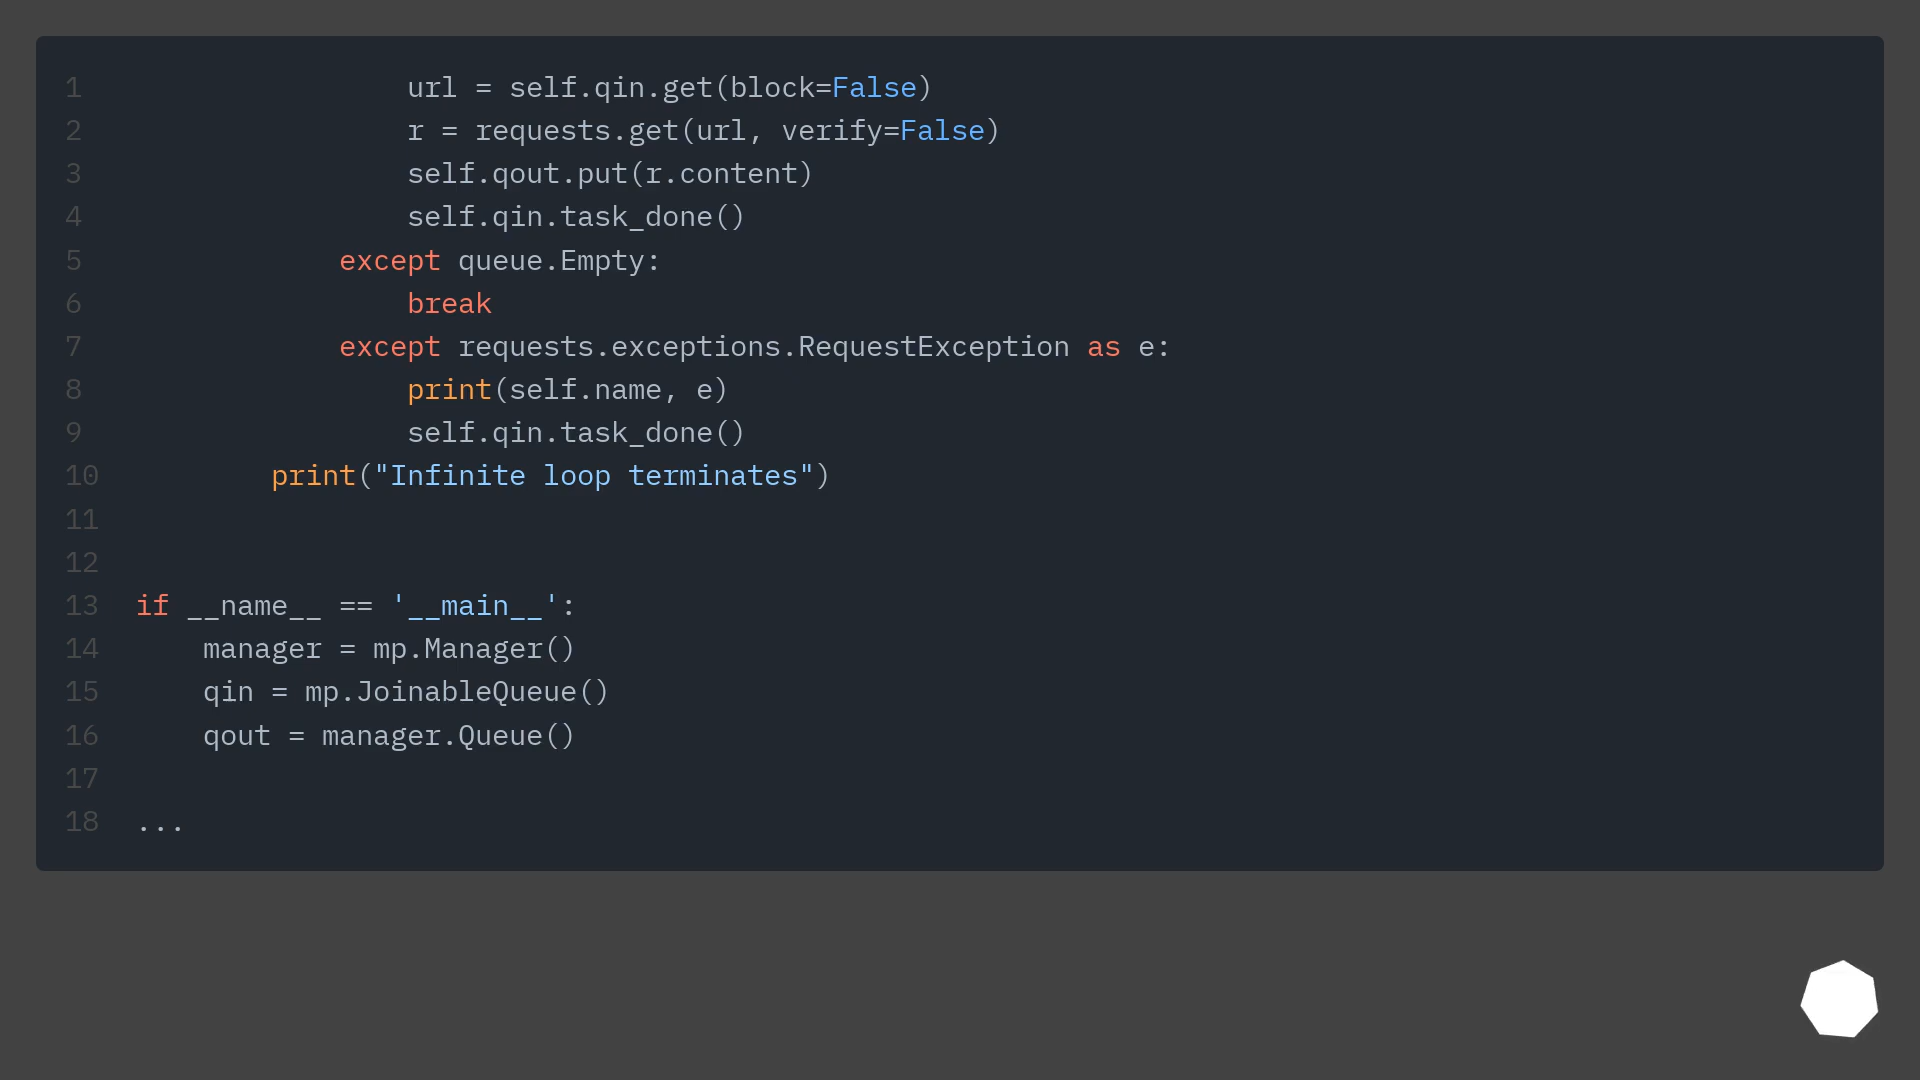 1                 url = self.qin.get(block=False)
2                 r = requests.get(url, verify=False)
3                 self.qout.put(r.content)
4                 self.qin.task_done()
5             except queue.Empty:
6                 break
7             except requests.exceptions.RequestException as e:
8                 print(self.name, e)
9                 self.qin.task_done()
10         print("Infinite loop terminates")
11
12
13 if __name__ == '__main__':
14     manager = mp.Manager()
15     qin = mp.JoinableQueue()
16     qout = manager.Queue()
17
18 ...